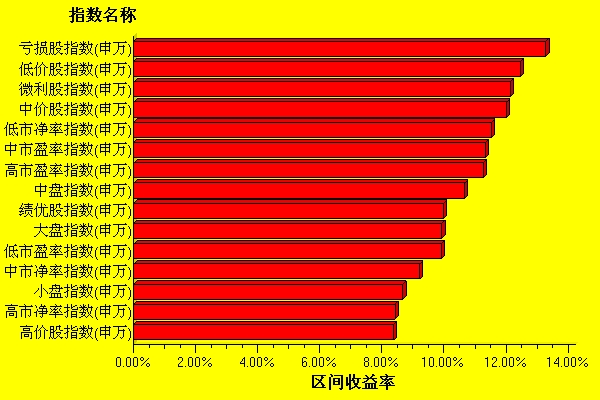 指数名称
亏损股指数(申万)
低价股指数(申万)
微利股指数(申万)
中价股指数(申万)
低市净率指数(申万)
中市盈率指数(申万)
高市盈率指数(申万)
中盘指数(申万)
绩优股指数(申万)
大盘指数(申万)
低市盈率指数(申万)
中市净率指数(申万)
小盘指数(申万)
高市净率指数(申万)
高价股指数(申万)
0.00% 2.00% 4.00% 6.00% 8.00% 10.00% 12.00% 14.00%
区间收益率